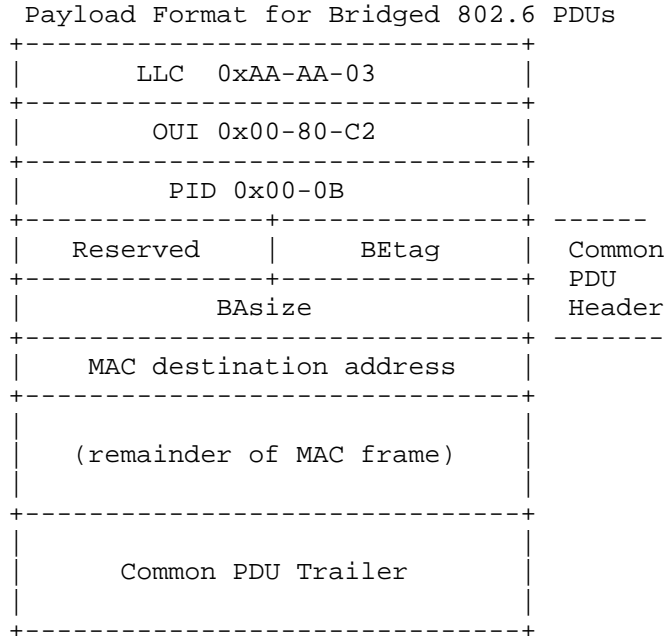 Payload Format for Bridged 802.6 PDUs
+-------------------------------+
|       LLC  0xAA-AA-03         |
+-------------------------------+
|        OUI 0x00-80-C2         |
+-------------------------------+
|         PID 0x00-0B           |
+---------------+---------------+ ------
|   Reserved    |     BEtag     |  Common
+---------------+---------------+  PDU
|            BAsize             |  Header
+-------------------------------+ -------
|    MAC destination address    |
+-------------------------------+
|                               |
|   (remainder of MAC frame)    |
|                               |
+-------------------------------+
|                               |
|      Common PDU Trailer       |
|                               |
+-------------------------------+